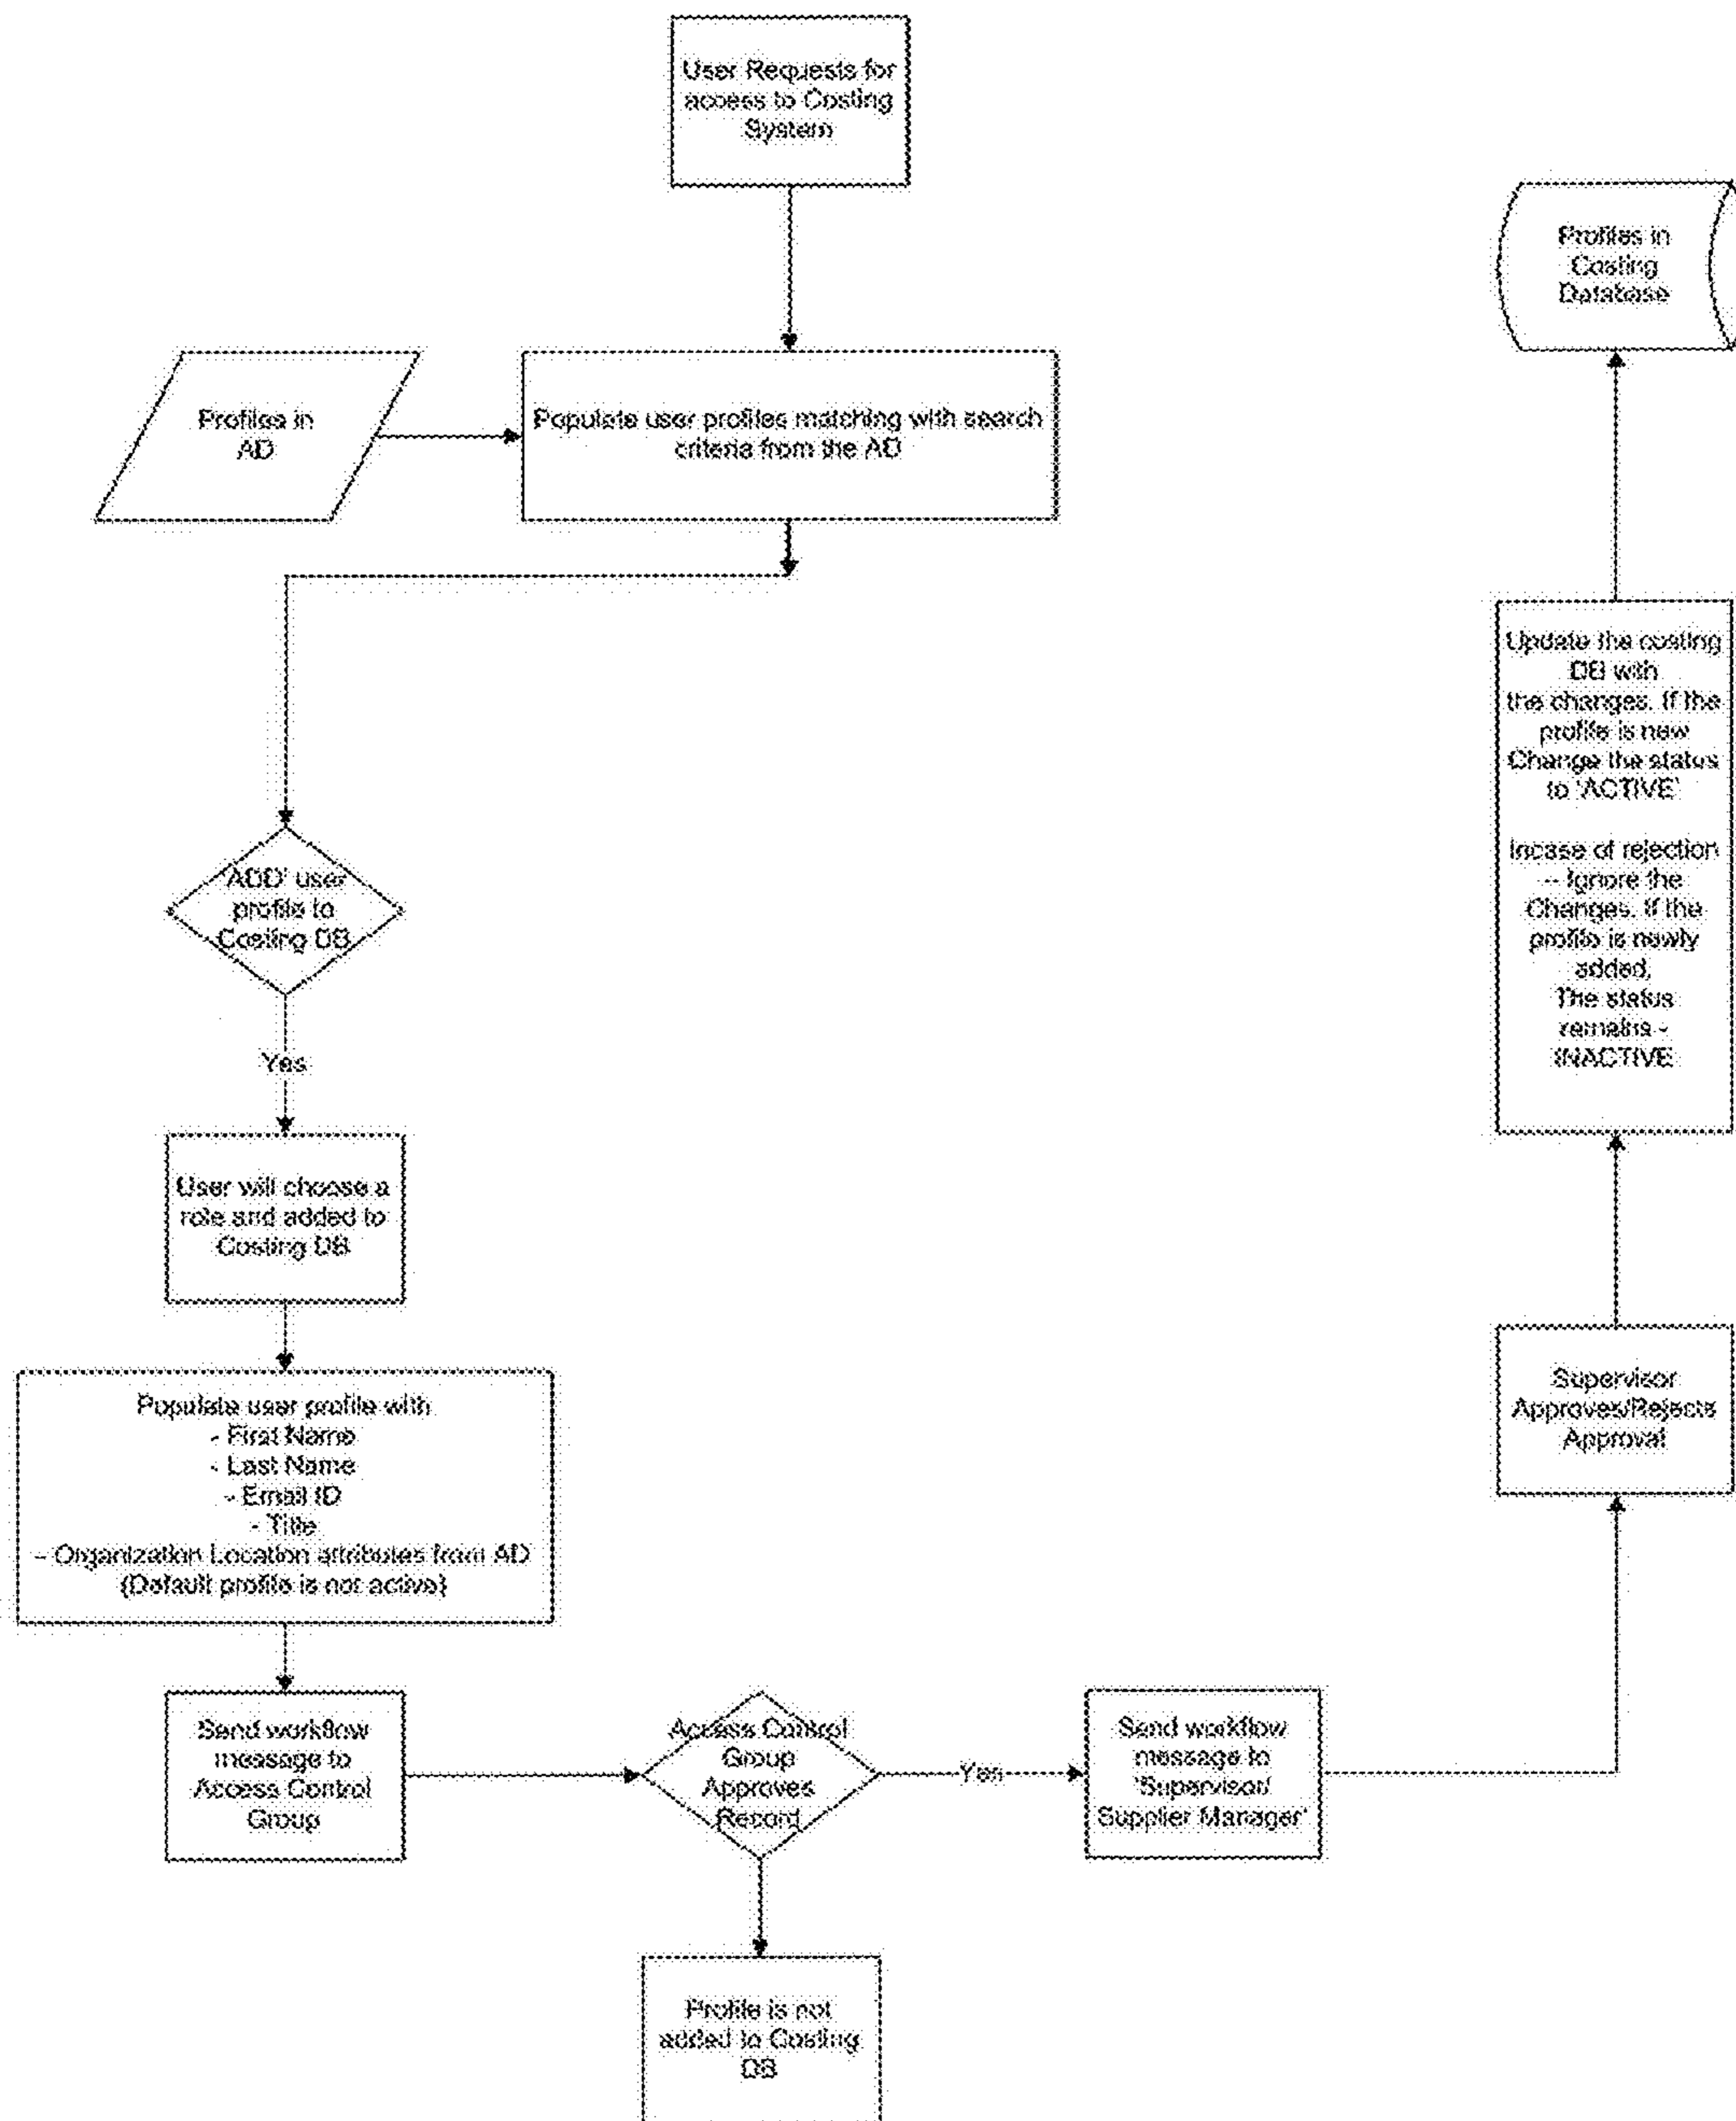 User Requests for
access to Costing
System
Profiles in
Costing
Database
Profiles in
AD
Populate user profiles matching with search
criteria from the AD
Update the costing
DB with
the changes. If the
profile is new
Change the status
to 'ACTIVE'
Incase of rejection
-- Ignore the
Changes. If the
profile is newly
added,
The status
remains -
INACTIVE
'ADD' user
profile to
Costing DB
Yes
User will choose a
role and added to
Costing DB
Populate user profile with
- First Name
- Last Name
- Email ID
- Title
-- Organization Location attributes from AD
(Default profile is not active)
Supervisor
Approves/Rejects
Approval
Send workflow
message to
Access Control
Group
Access Control
Group
Approves
Record
Yes
Send workflow
message to
'Supervisor/
Supplier Manager'
Profile is not
added to Costing
DB